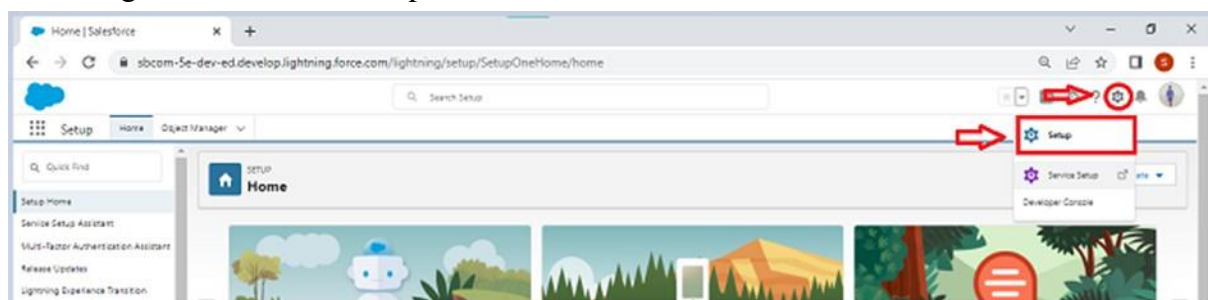 Home | Salesforce
sbcom-5e-dev-ed.develop.lightning.force.com/lightning/setup/SetupOneHome/home
Search Setup
Setup Home Object Manager
Setup
Quick Find
SETUP
Home
Service Setup
Developer Console
Setup Home
Service Setup Assistant
Multi-Factor Authentication Assistant
Release Updates
Lightning Experience Transition